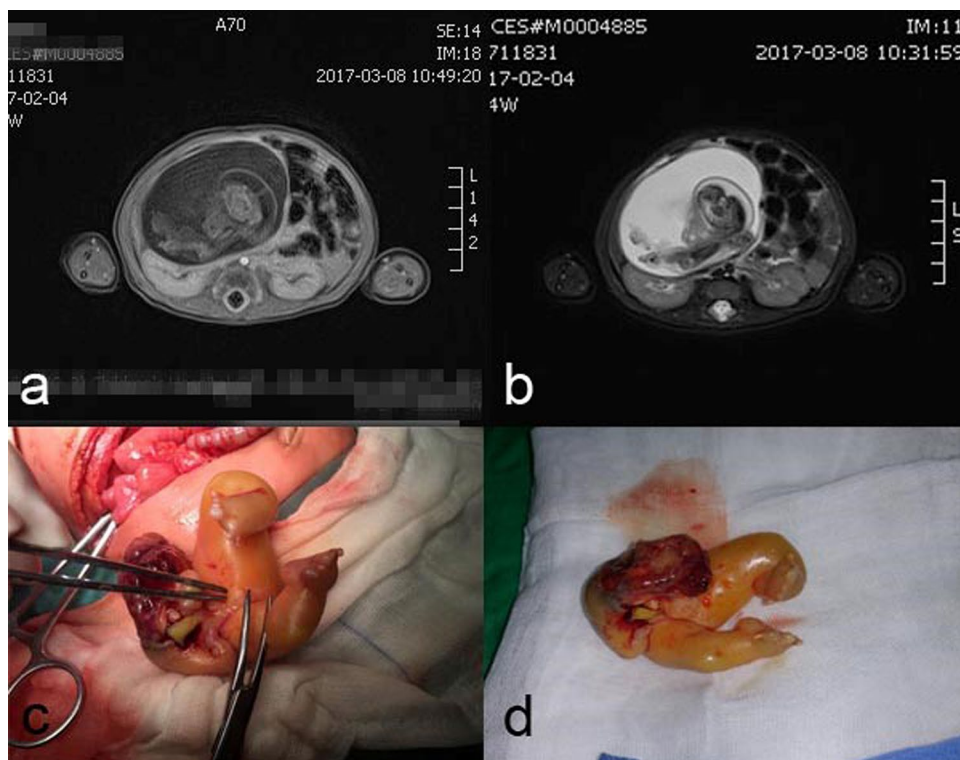 A70
SE:14
IM:18
2017-03-08 10:49:20
11831
7-02-04
W
L
1
4
2
a
CES#M0004885
IM:11
711831
2017-03-08 10:31:59
17-02-04
4W
b
c
d